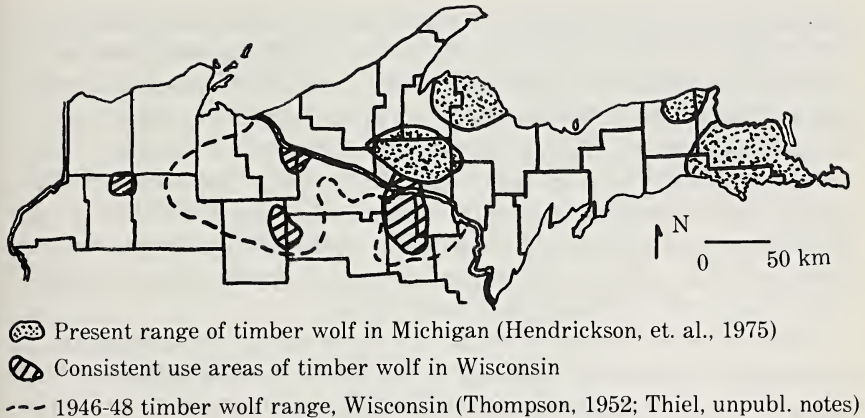 N
0 50 km
Present range of timber wolf in Michigan (Hendrickson, et. al., 1975)
Consistent use areas of timber wolf in Wisconsin
1946-48 timber wolf range, Wisconsin (Thompson, 1952; Thiel, unpubl. notes)